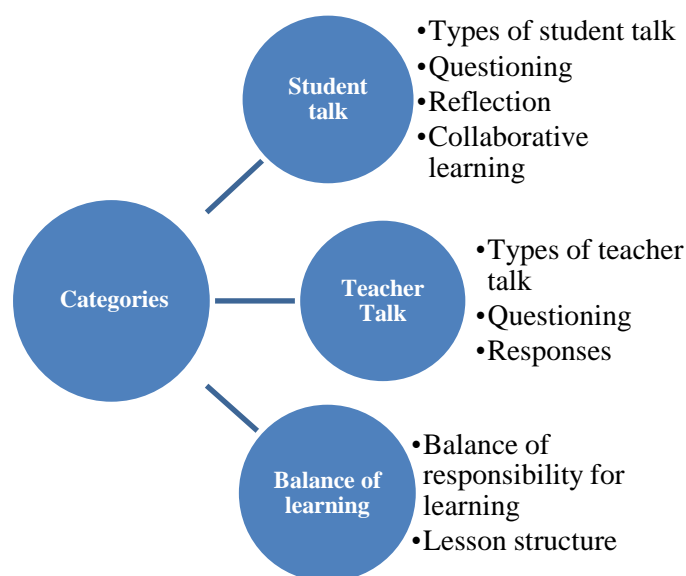 Categories
Student
talk
•Types of student talk
•Questioning
•Reflection
•Collaborative
learning
Teacher
Talk
•Types of teacher
talk
•Questioning
•Responses
Balance of
learning
•Balance of
responsibility for
learning
•Lesson structure